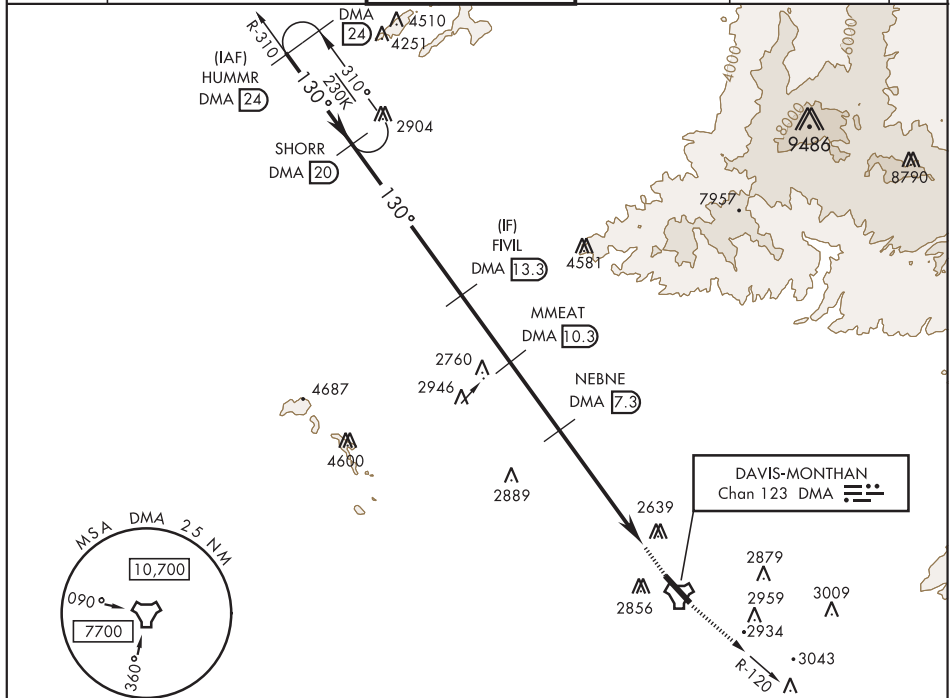 DMA
24
4510
4251
R-310
(IAF)
HUMMR
DMA 24
130°
310°
230K
2904
SHORR
DMA 20
130°
4000
6000
8000
9486
8790
7957
(IF)
FIVIL
DMA 13.3
4581
MMEAT
DMA 10.3
2760
2946
NEBNE
DMA 7.3
4687
4600
2889
DAVIS-MONTHAN
Chan 123 DMA
2639
2856
2879
2959
3009
2934
3043
R-120
MSA DMA 25 NM
10,700
090°
7700
360°